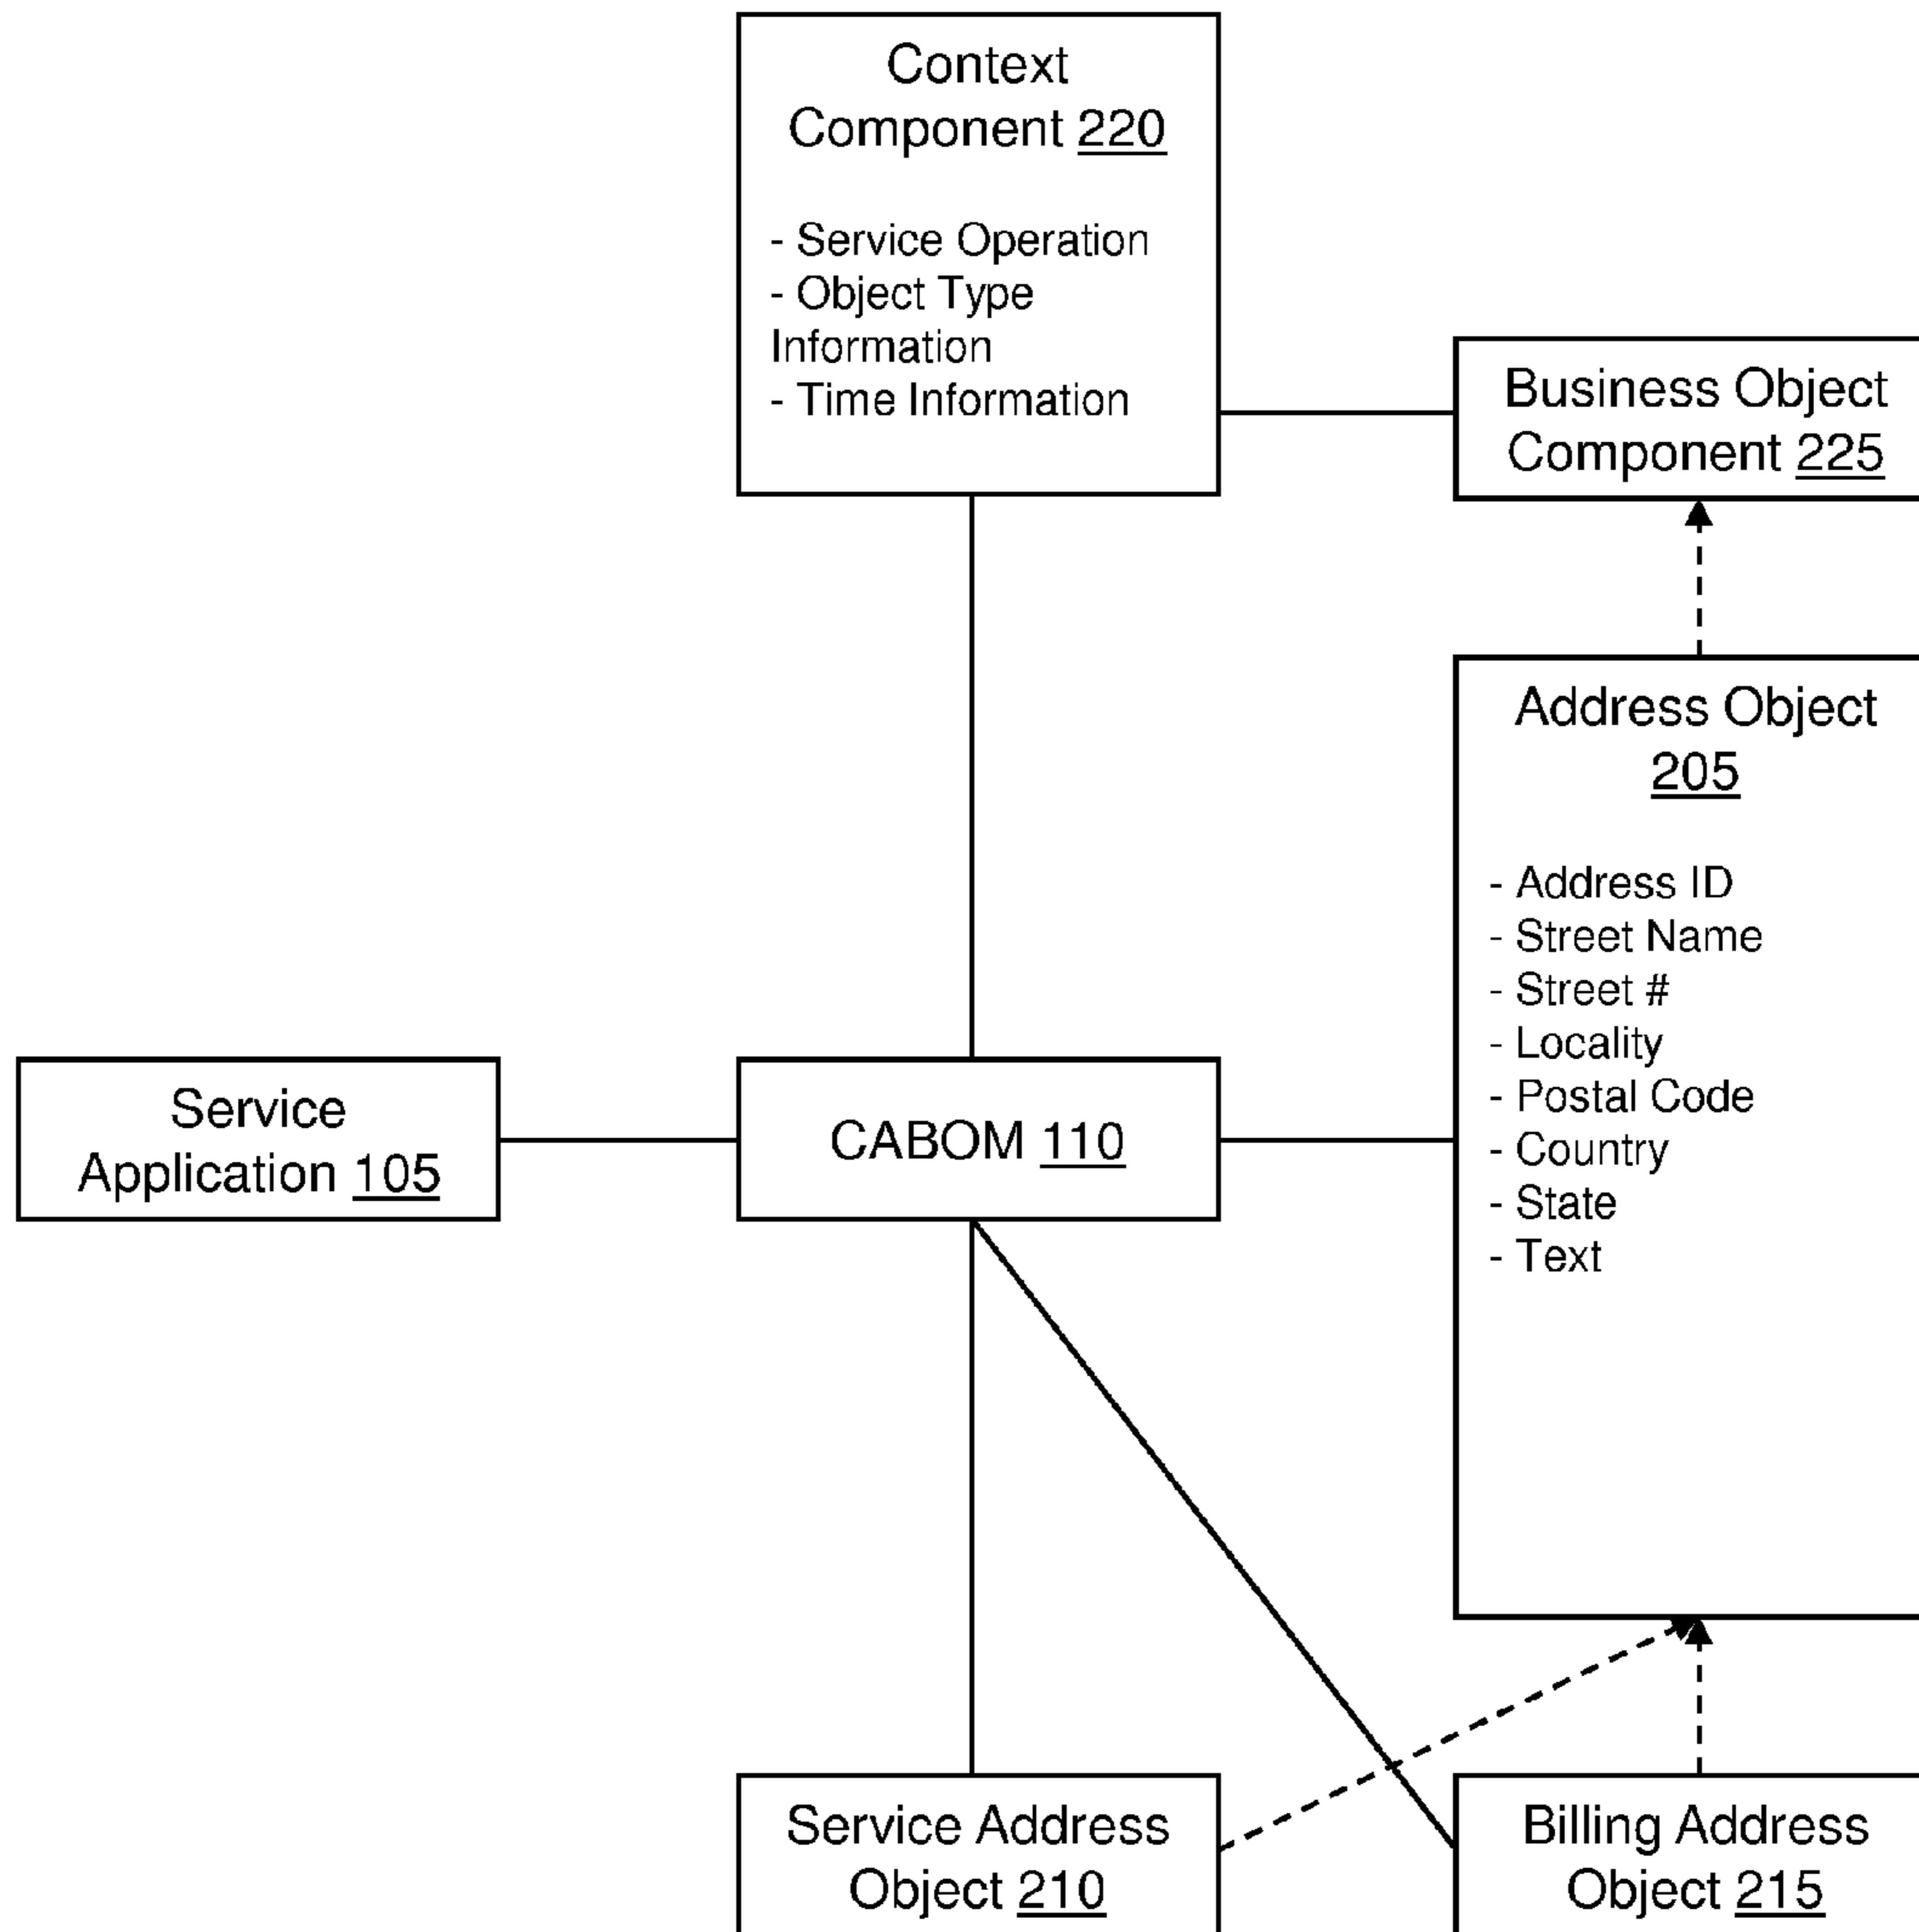 Context
Component 220
- Service Operation
- Object Type
Information
- Time Information
Business Object
Component 225
Address Object
205
- Address ID
- Street Name
- Street #
- Locality
- Postal Code
- Country
- State
- Text
Service
Application 105
CABOM 110
Service Address
Object 210
Billing Address
Object 215